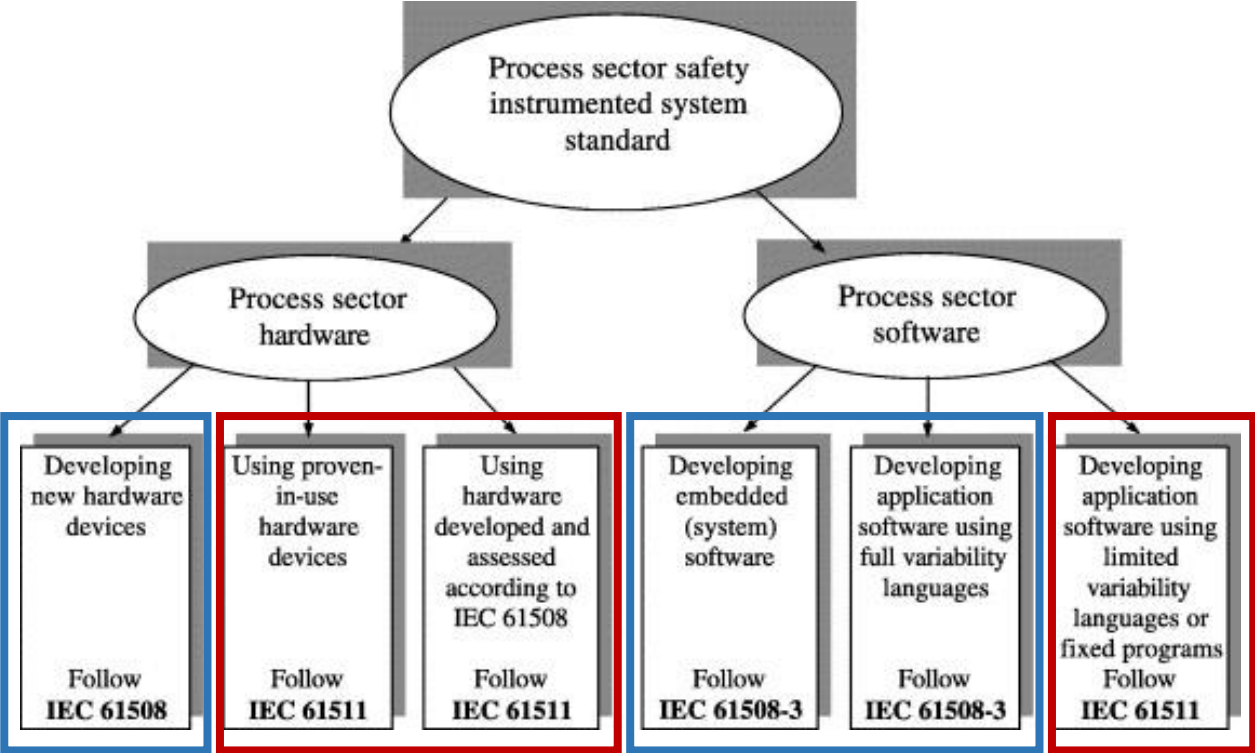 Process sector safety
instrumented system
standard
Process sector
hardware
Process sector
software
Developing
new hardware
devices
Follow
IEC 61508
Using proven-
in-use
hardware
devices
Follow
IEC 61511
Using
hardware
developed and
assessed
according to
IEC 61508
Follow
IEC 61511
Developing
embedded
(system)
software
Follow
IEC 61508-3
Developing
application
software using
full variability
languages
Follow
IEC 61508-3
Developing
application
software using
limited
variability
languages or
fixed programs
Follow
IEC 61511